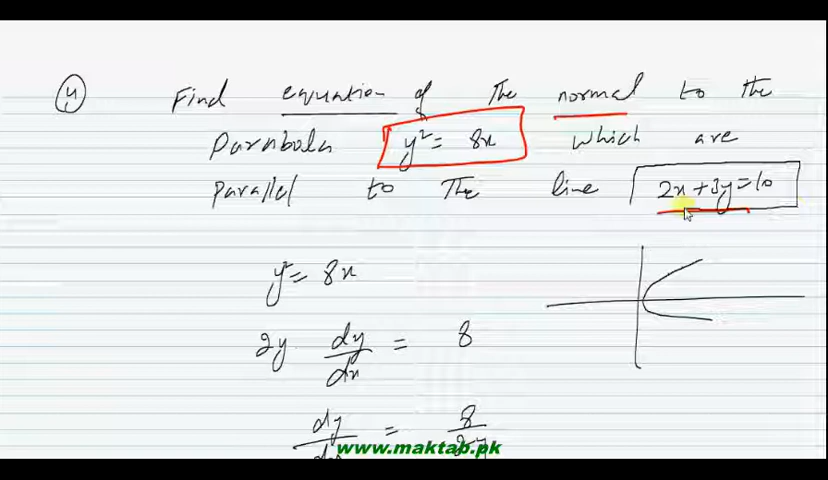 4 Find equation of The normal to the
Parabola y² = 8x which are
parallel to The line 2x + 3y = 10
y² = 8x
2y dy/dx = 8
dy/dx = 8/2y
www.maktab.pk